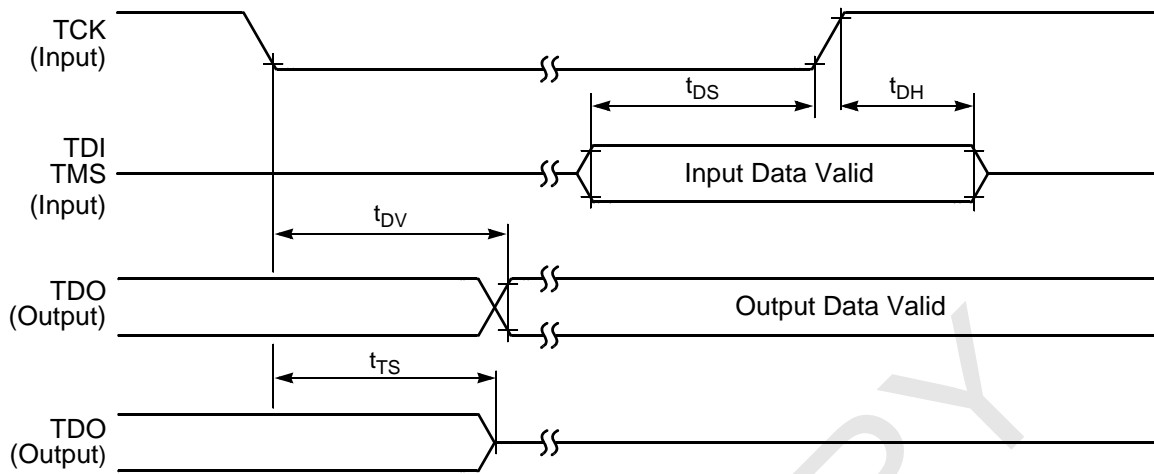 TCK
(Input)
tDS
tDH
TDI
TMS
(Input)
Input Data Valid
tDV
TDO
(Output)
Output Data Valid
tTS
TDO
(Output)
PY